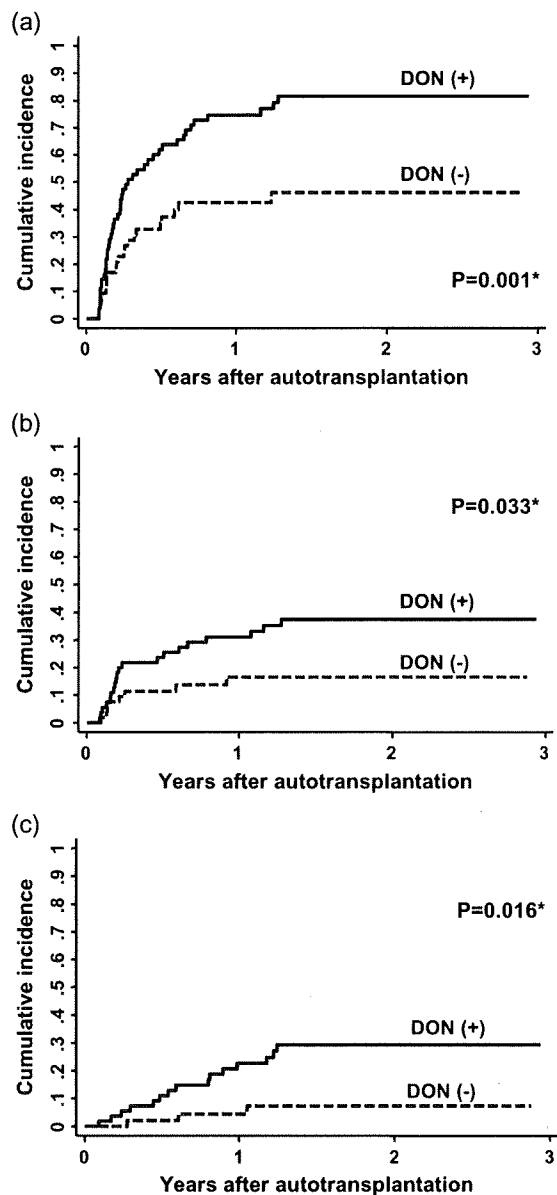 (a)
Cumulative incidence
0 .1 .2 .3 .4 .5 .6 .7 .8 .9 1
DON (+)
DON (-)
P=0.001*
0 1 2 3
Years after autotransplantation
(b)
Cumulative incidence
0 .1 .2 .3 .4 .5 .6 .7 .8 .9 1
P=0.033*
DON (+)
DON (-)
0 1 2 3
Years after autotransplantation
(c)
Cumulative incidence
0 .1 .2 .3 .4 .5 .6 .7 .8 .9 1
P=0.016*
DON (+)
DON (-)
0 1 2 3
Years after autotransplantation